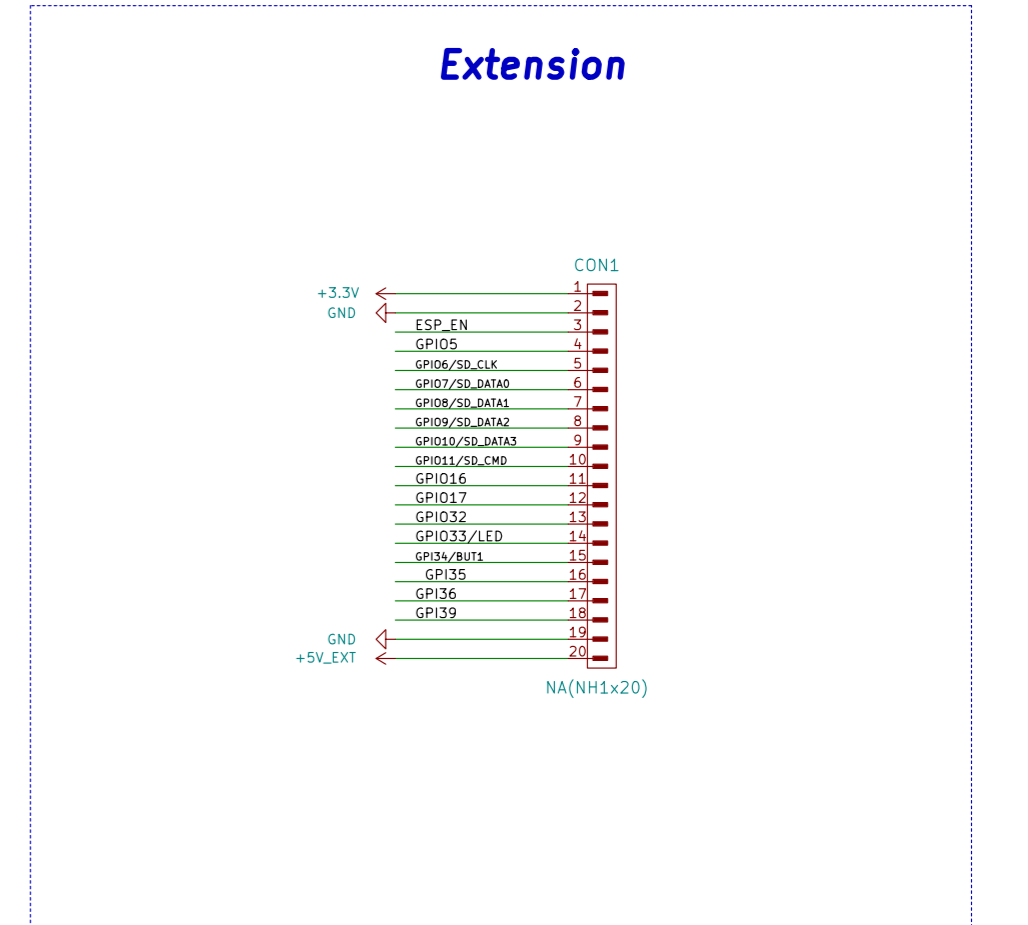 Extension
CON1
+3.3V 1
GND 2
ESP_EN 3
GPIO5 4
GPIO6/SD_CLK 5
GPIO7/SD_DATA0 6
GPIO8/SD_DATA1 7
GPIO9/SD_DATA2 8
GPIO10/SD_DATA3 9
GPIO11/SD_CMD 10
GPIO16 11
GPIO17 12
GPIO32 13
GPIO33/LED 14
GPI34/BUT1 15
GPI35 16
GPI36 17
GPI39 18
GND 19
+5V_EXT 20
NA(NH1x20)